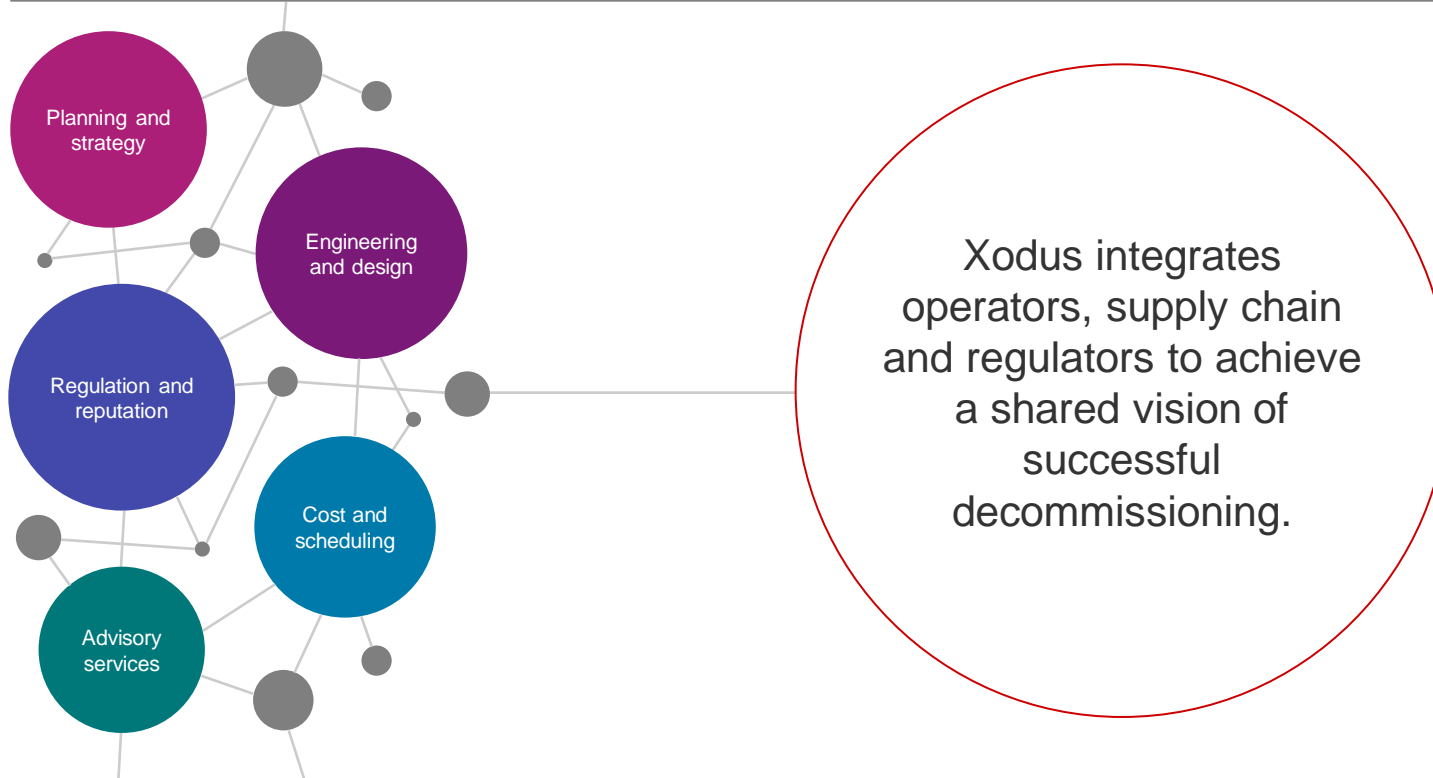 Planning and
strategy
Engineering
and design
Regulation and
reputation
Cost and
scheduling
Advisory
services
Xodus integrates
operators, supply chain
and regulators to achieve
a shared vision of
successful
decommissioning.